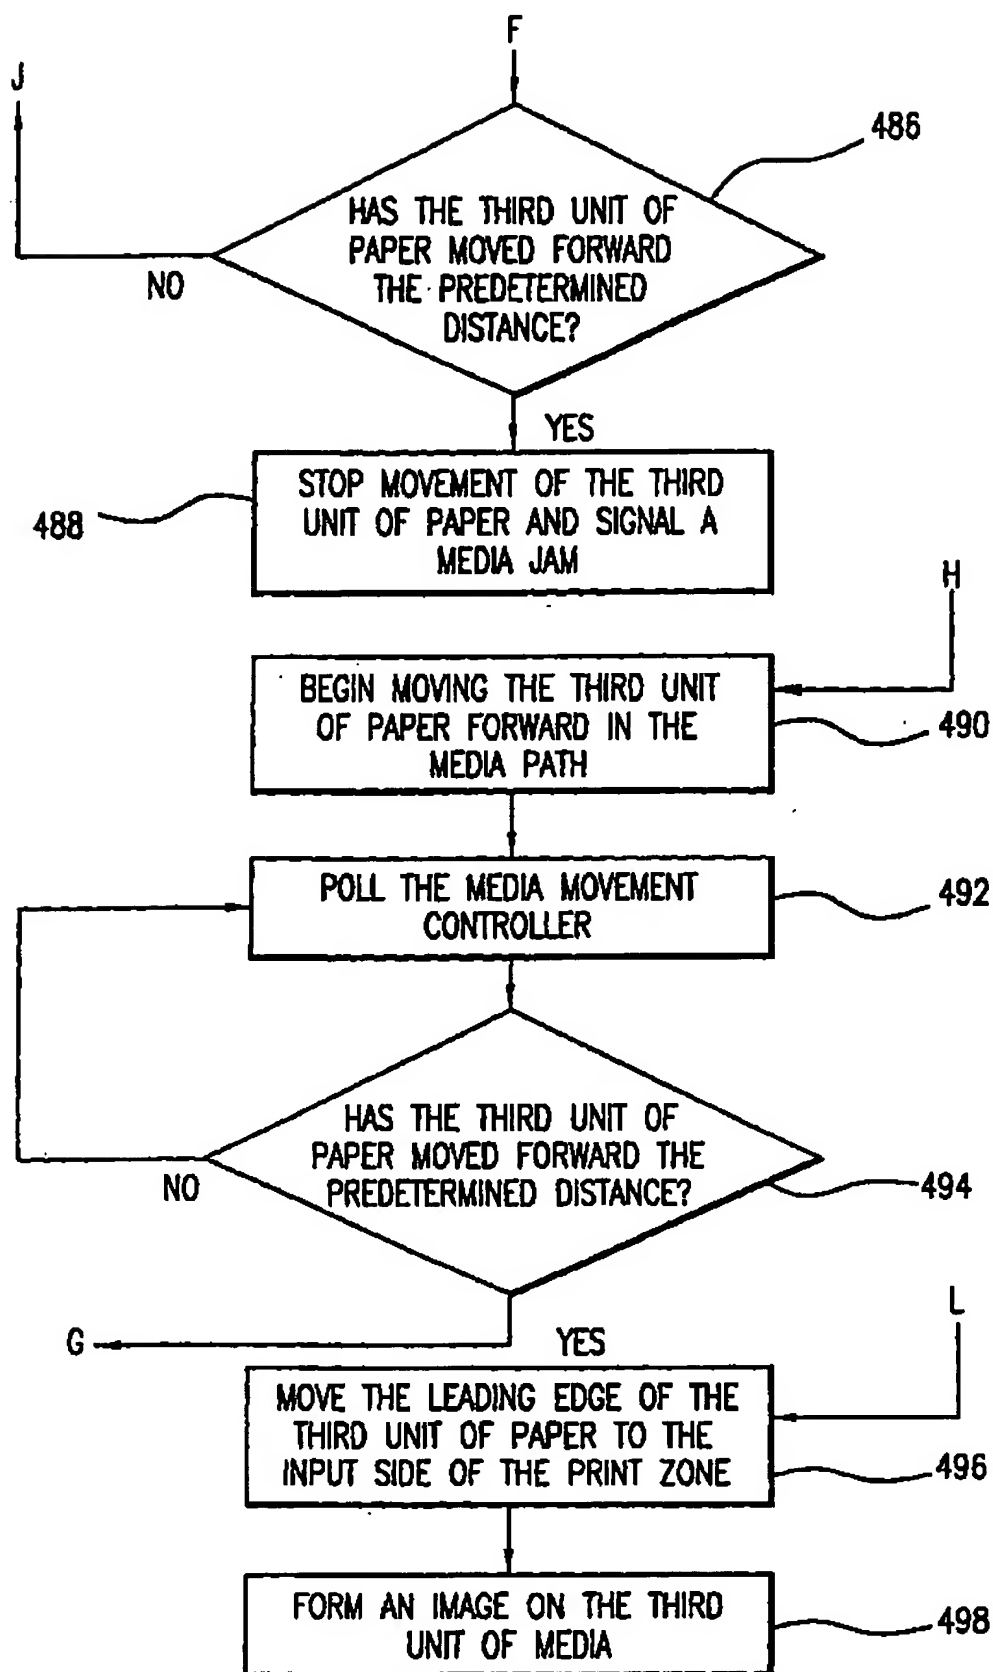 F
J
486
HAS THE THIRD UNIT OF
PAPER MOVED FORWARD
THE PREDETERMINED
DISTANCE?
NO
YES
STOP MOVEMENT OF THE THIRD
UNIT OF PAPER AND SIGNAL A
MEDIA JAM
488
H
BEGIN MOVING THE THIRD UNIT
OF PAPER FORWARD IN THE
MEDIA PATH
490
POLL THE MEDIA MOVEMENT
CONTROLLER
492
HAS THE THIRD UNIT OF
PAPER MOVED FORWARD THE
PREDETERMINED DISTANCE?
NO
494
L
G
YES
MOVE THE LEADING EDGE OF THE
THIRD UNIT OF PAPER TO THE
INPUT SIDE OF THE PRINT ZONE
496
FORM AN IMAGE ON THE THIRD
UNIT OF MEDIA
498